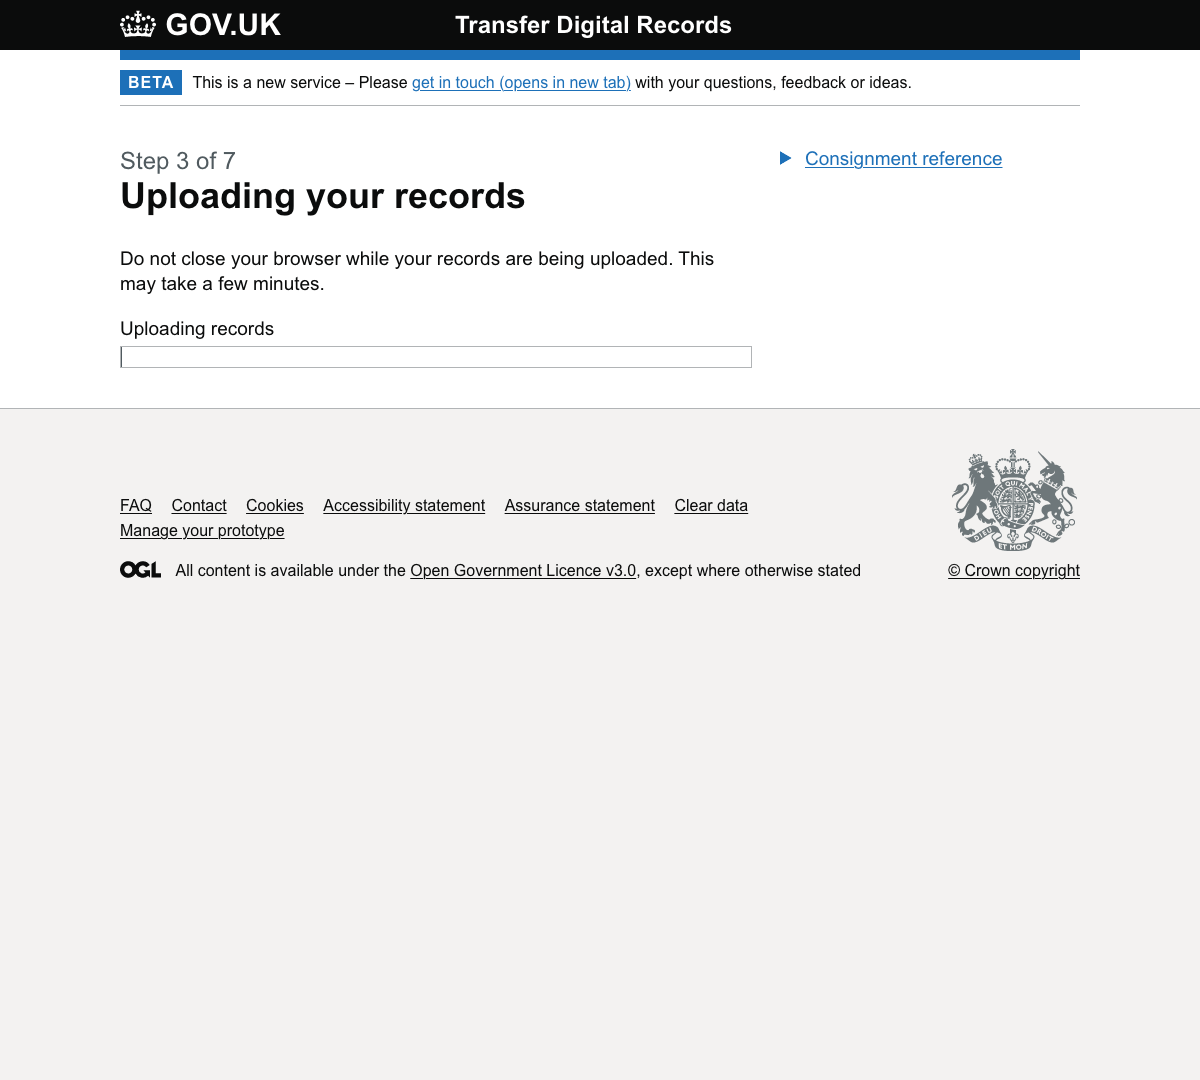 GOV.UK
Transfer Digital Records
BETA This is a new service – Please get in touch (opens in new tab) with your questions, feedback or ideas.
Step 3 of 7
Uploading your records
Consignment reference
Do not close your browser while your records are being uploaded. This
may take a few minutes.
Uploading records
FAQ Contact Cookies Accessibility statement Assurance statement Clear data
Manage your prototype
DIEU ET MON DROIT
OGL All content is available under the Open Government Licence v3.0, except where otherwise stated
© Crown copyright